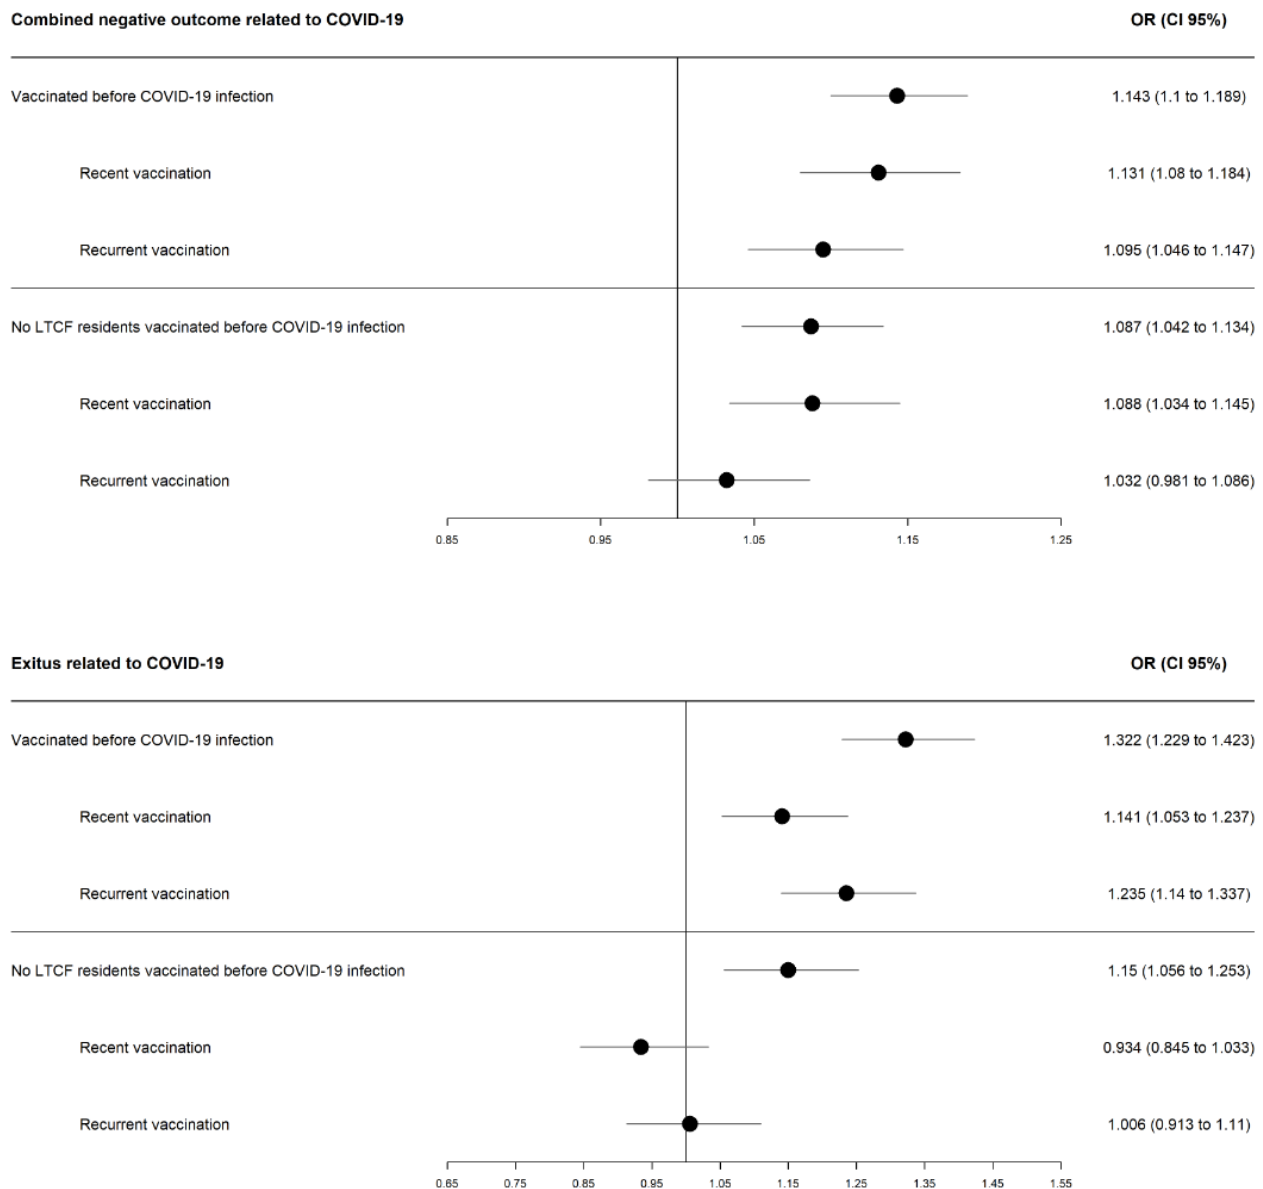 Combined negative outcome related to COVID-19 OR (CI 95%)
Vaccinated before COVID-19 infection 1.143 (1.1 to 1.189)
Recent vaccination 1.131 (1.08 to 1.184)
Recurrent vaccination 1.095 (1.046 to 1.147)
No LTCF residents vaccinated before COVID-19 infection 1.087 (1.042 to 1.134)
Recent vaccination 1.088 (1.034 to 1.145)
Recurrent vaccination 1.032 (0.981 to 1.086)
0.85 0.95 1.05 1.15 1.25
Exitus related to COVID-19 OR (CI 95%)
Vaccinated before COVID-19 infection 1.322 (1.229 to 1.423)
Recent vaccination 1.141 (1.053 to 1.237)
Recurrent vaccination 1.235 (1.14 to 1.337)
No LTCF residents vaccinated before COVID-19 infection 1.15 (1.056 to 1.253)
Recent vaccination 0.934 (0.845 to 1.033)
Recurrent vaccination 1.006 (0.913 to 1.11)
0.65 0.75 0.85 0.95 1.05 1.15 1.25 1.35 1.45 1.55